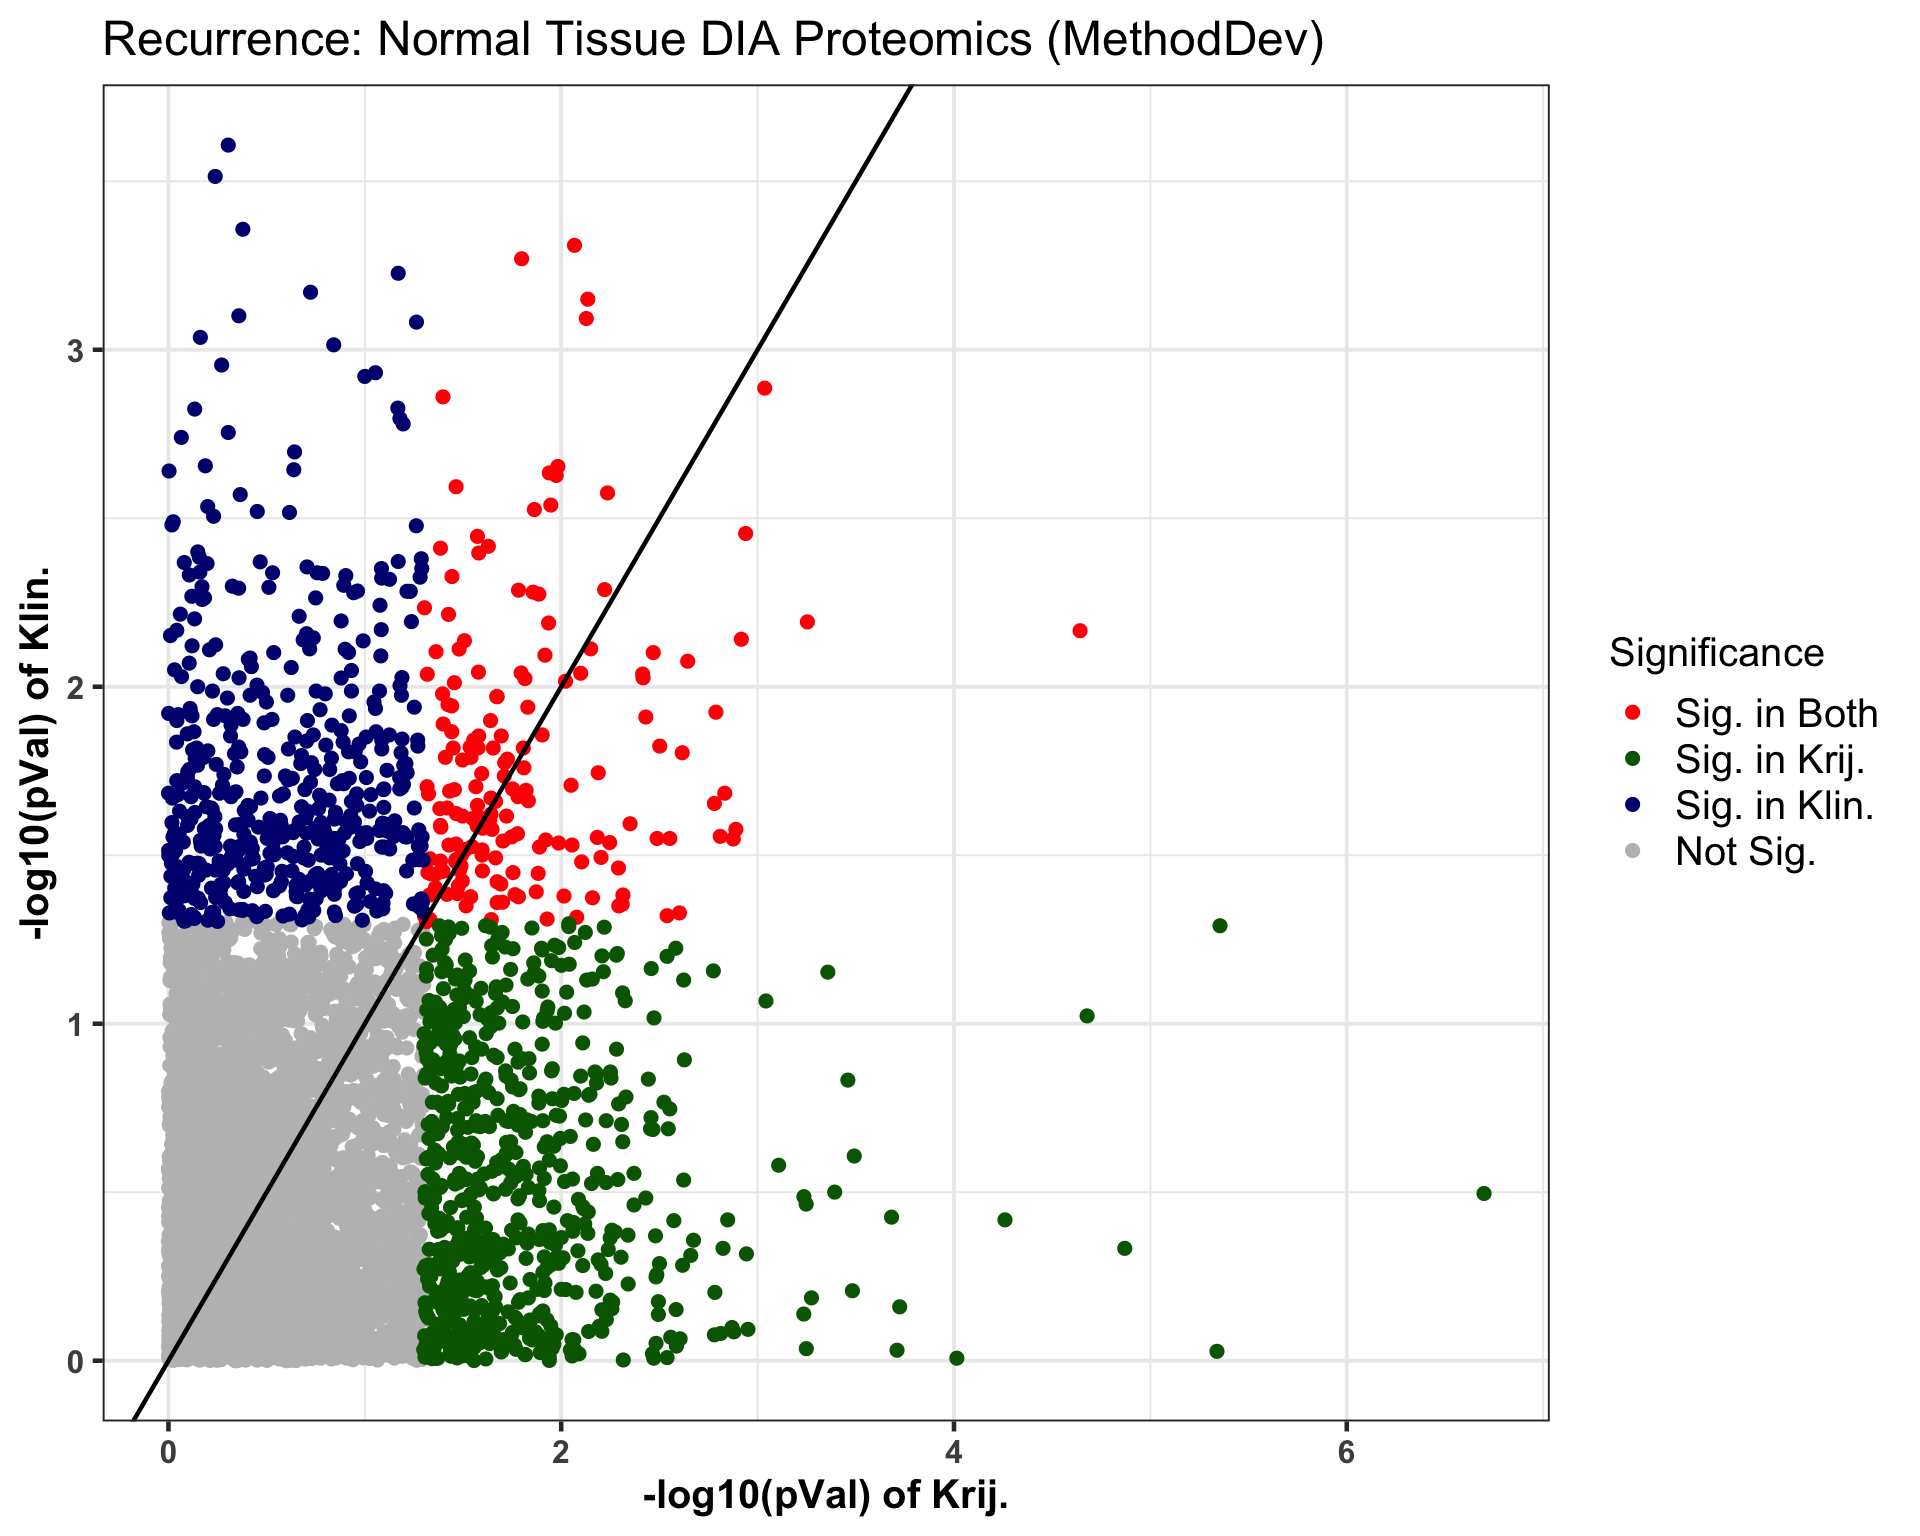 Recurrence: Normal Tissue DIA Proteomics (MethodDev)
-log10(pVal) of Klin.
3
2
1
0
0 2 4 6
-log10(pVal) of Krij.
Significance
Sig. in Both
Sig. in Krij.
Sig. in Klin.
Not Sig.